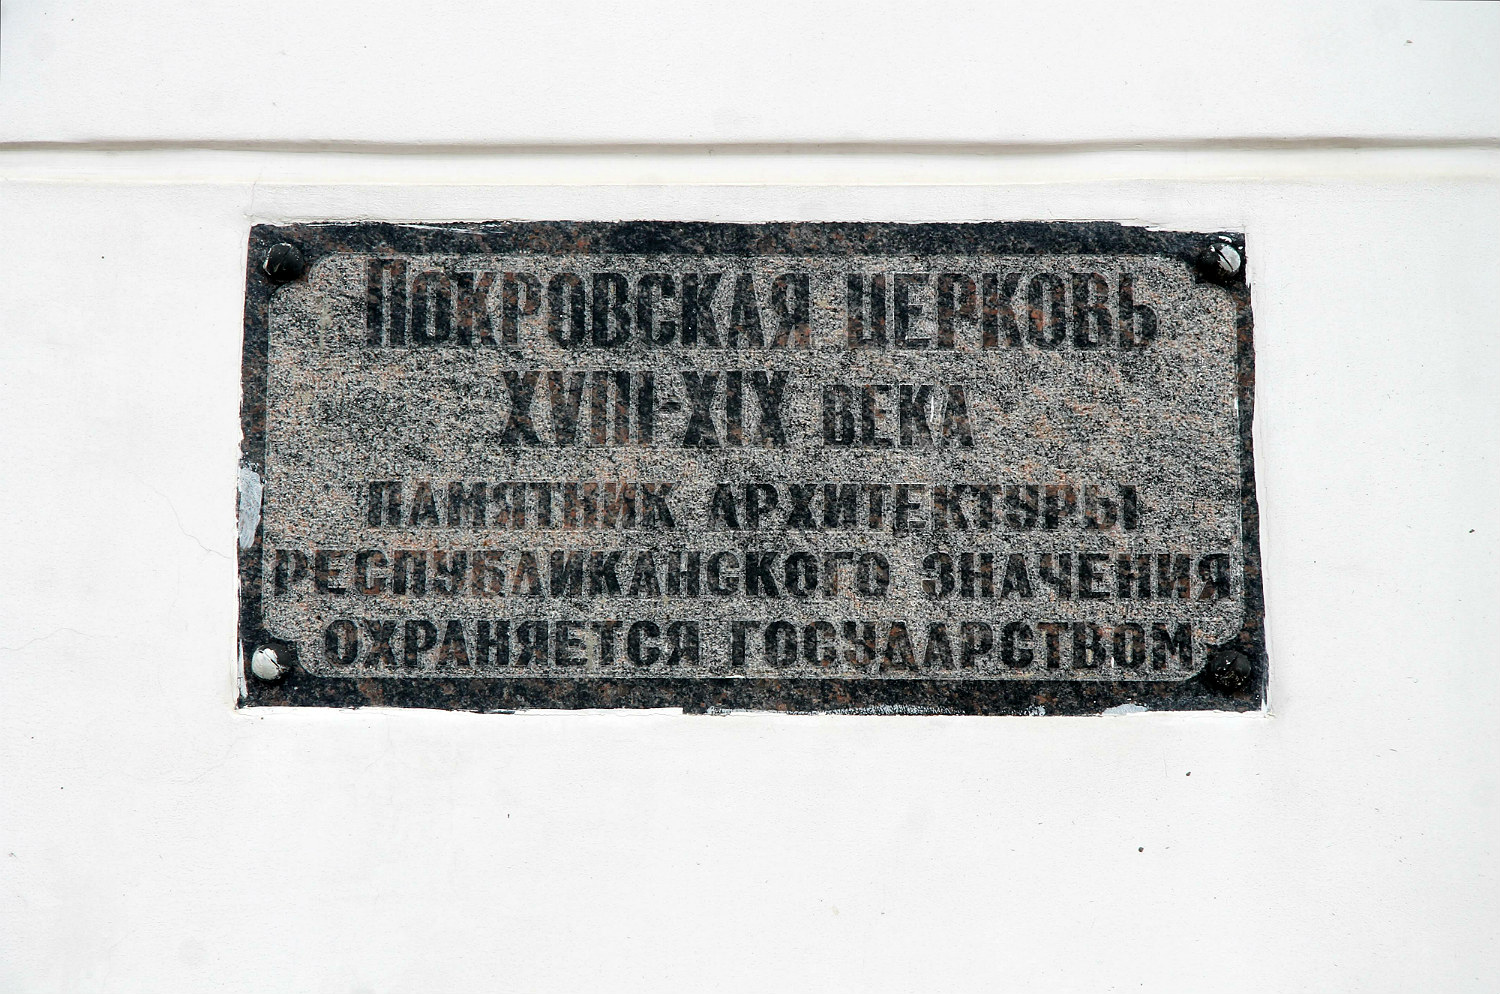 Покровская церковь
XVIII-XIX века
памятник архитектуры
республиканского значения
охраняется государством